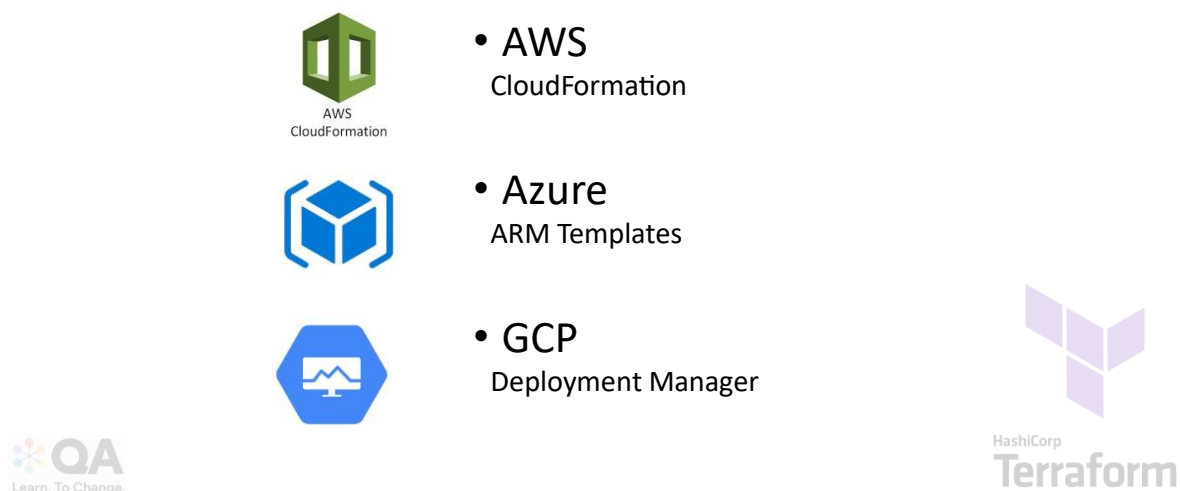 • AWS
CloudFormation
AWS
CloudFormation
• Azure
ARM Templates
• GCP
Deployment Manager
QA
Learn. To Change.
HashiCorp
Terraform